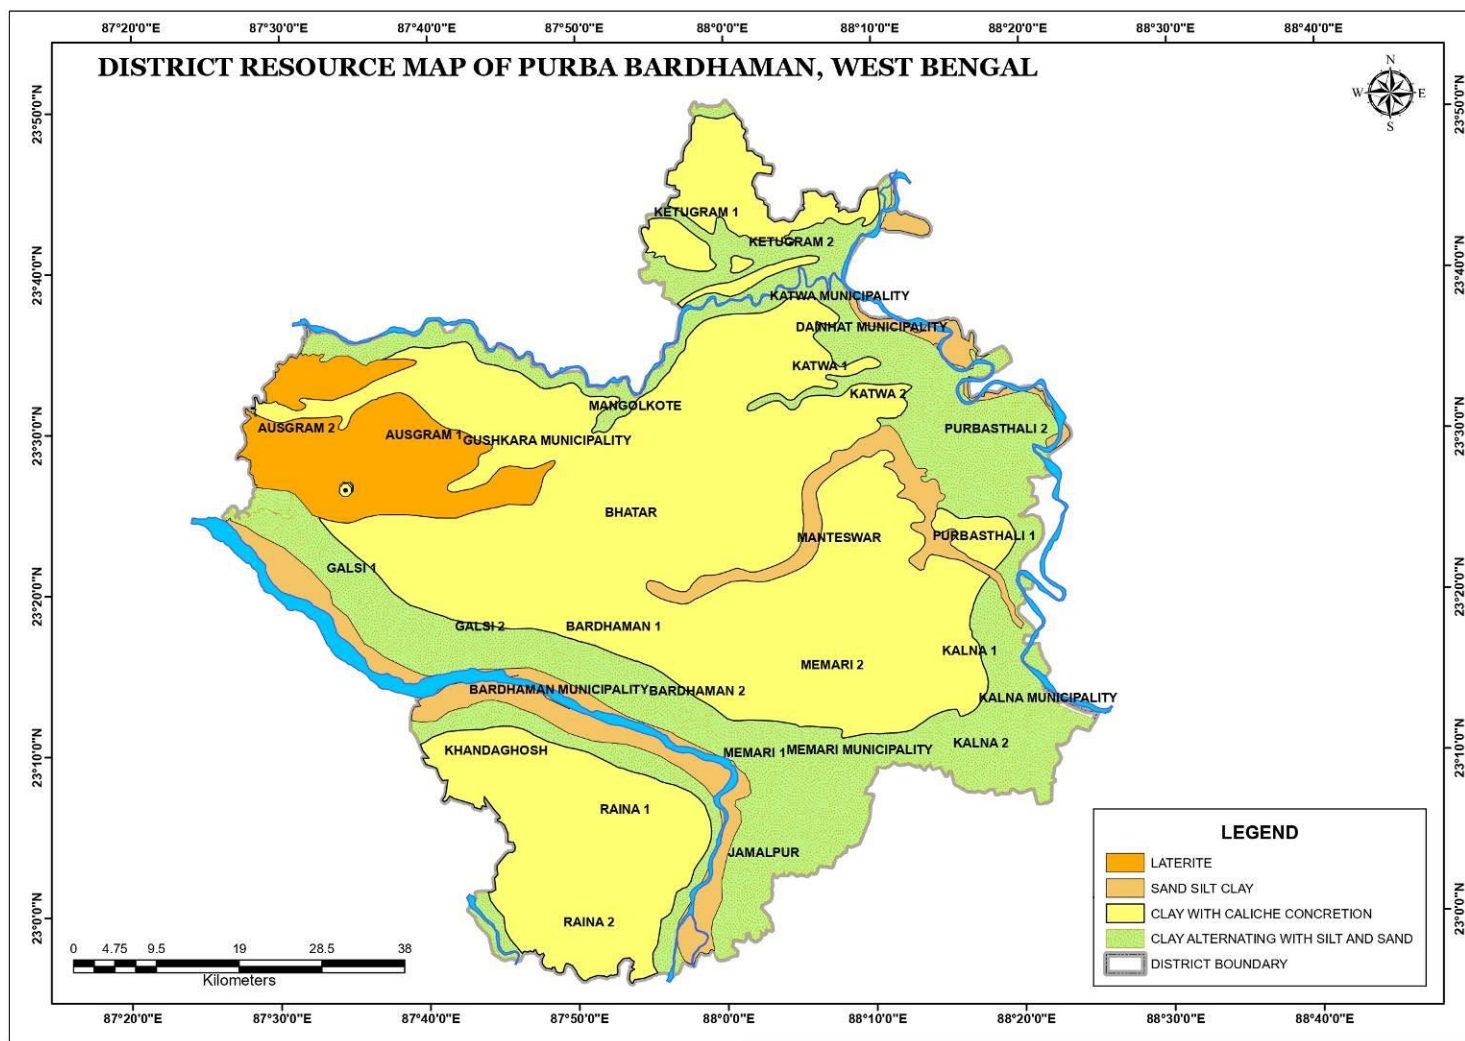 87°20'0"E 87°30'0"E 87°40'0"E 87°50'0"E 88°0'0"E 88°10'0"E 88°20'0"E 88°30'0"E 88°40'0"E
DISTRICT RESOURCE MAP OF PURBA BARDHAMAN, WEST BENGAL
N
W E
S
23°50'0"N 23°50'0"N
KETUGRAM 1
KETUGRAM 2
23°40'0"N 23°40'0"N
KATWA MUNICIPALITY
DAINHAT MUNICIPALITY
KATWA 1
KATWA 2
MANGOLKOTE
AUSGRAM 2
AUSGRAM 1
GUSHKARA MUNICIPALITY
PURBASTHALI 2
23°30'0"N 23°30'0"N
BHATAR
MANTESWAR
PURBASTHALI 1
GALSI 1
23°20'0"N 23°20'0"N
GALSI 2
BARDHAMAN 1
KALNA 1
MEMARI 2
BARDHAMAN MUNICIPALITY
BARDHAMAN 2
KALNA MUNICIPALITY
KHANDAGHOSH
MEMARI 1
MEMARI MUNICIPALITY
KALNA 2
23°10'0"N 23°10'0"N
RAINA 1
JAMALPUR
RAINA 2
23°0'0"N 23°0'0"N
LEGEND
LATERITE
SAND SILT CLAY
CLAY WITH CALICHE CONCRETION
CLAY ALTERNATING WITH SILT AND SAND
DISTRICT BOUNDARY
0 4.75 9.5 19 28.5 38
Kilometers
87°20'0"E 87°30'0"E 87°40'0"E 87°50'0"E 88°0'0"E 88°10'0"E 88°20'0"E 88°30'0"E 88°40'0"E